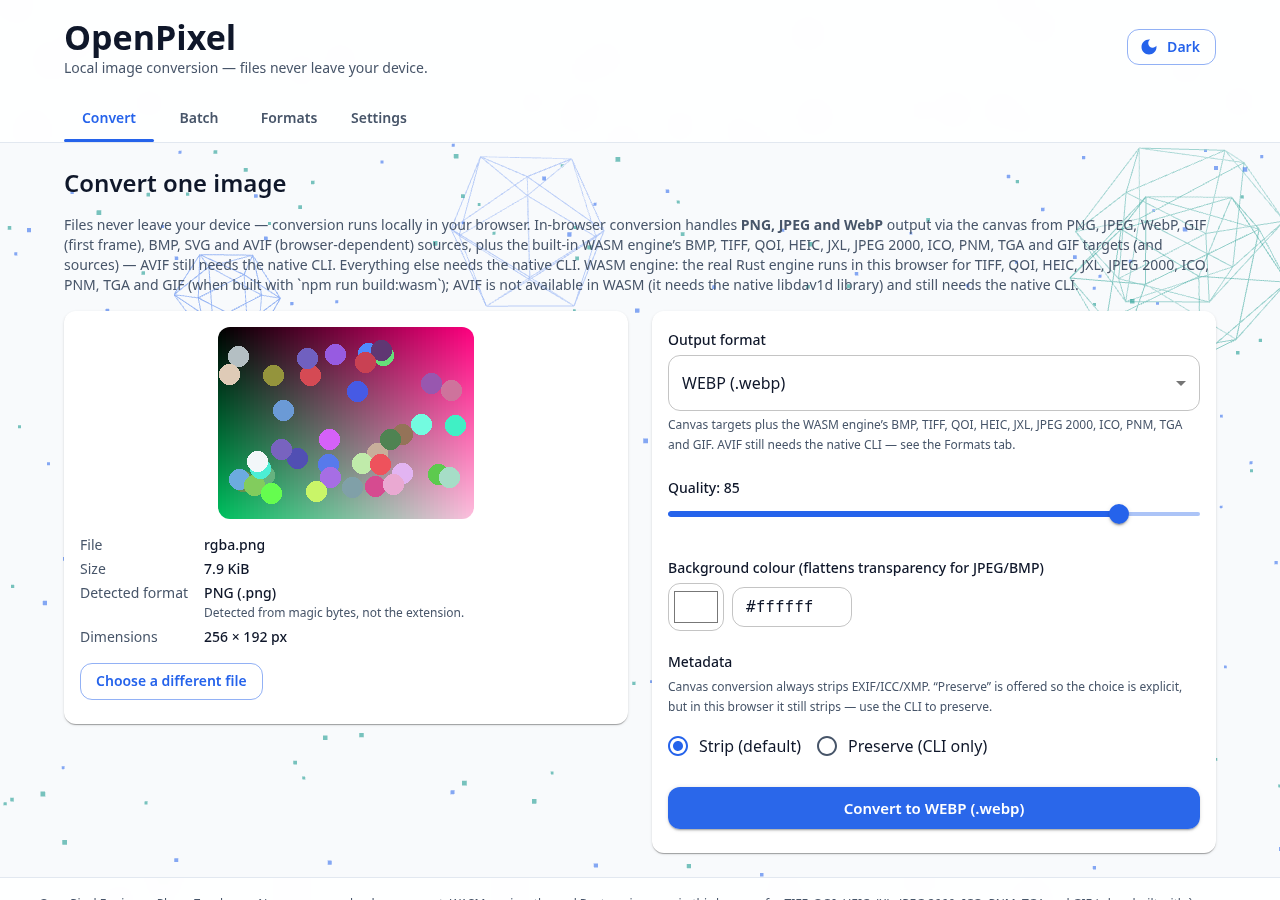 OpenPixel
Local image conversion — files never leave your device.
Dark
Convert
Batch
Formats
Settings
Convert one image
Files never leave your device — conversion runs locally in your browser. In-browser conversion handles PNG, JPEG and WebP output via the canvas from PNG, JPEG, WebP, GIF
(first frame), BMP, SVG and AVIF (browser-dependent) sources, plus the built-in WASM engine’s BMP, TIFF, QOI, HEIC, JXL, JPEG 2000, ICO, PNM, TGA and GIF targets (and
sources) — AVIF still needs the native CLI. Everything else needs the native CLI. WASM engine: the real Rust engine runs in this browser for TIFF, QOI, HEIC, JXL, JPEG 2000, ICO,
PNM, TGA and GIF (when built with `npm run build:wasm`); AVIF is not available in WASM (it needs the native libdav1d library) and still needs the native CLI.
File
rgba.png
Size
7.9 KiB
Detected format
PNG (.png)
Detected from magic bytes, not the extension.
Dimensions
256 × 192 px
Choose a different file
Output format
WEBP (.webp)
Canvas targets plus the WASM engine’s BMP, TIFF, QOI, HEIC, JXL, JPEG 2000, ICO, PNM, TGA
and GIF. AVIF still needs the native CLI — see the Formats tab.
Quality: 85
Background colour (flattens transparency for JPEG/BMP)
#ffffff
Metadata
Canvas conversion always strips EXIF/ICC/XMP. “Preserve” is offered so the choice is explicit,
but in this browser it still strips — use the CLI to preserve.
Strip (default)
Preserve (CLI only)
Convert to WEBP (.webp)